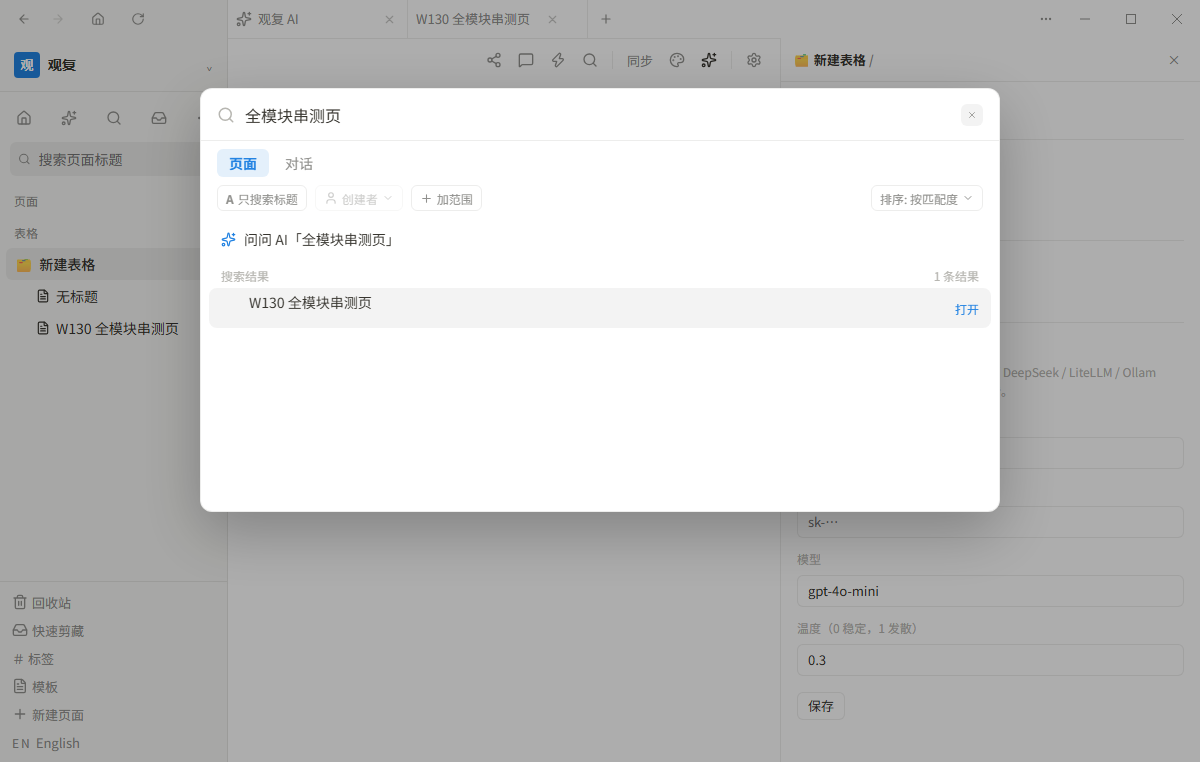 观复 AI
W130 全模块串测页
观 观复
同步
新建表格 /
全模块串测页
页面
对话
A 只搜索标题
创建者
加范围
排序: 按匹配度
问问 AI「全模块串测页」
搜索结果
1 条结果
W130 全模块串测页
打开
搜索页面标题
页面
表格
新建表格
无标题
W130 全模块串测页
DeepSeek / LiteLLM / Ollam
。
sk-···
模型
gpt-4o-mini
温度（0 稳定，1 发散）
0.3
保存
回收站
快速剪藏
# 标签
模板
新建页面
EN English